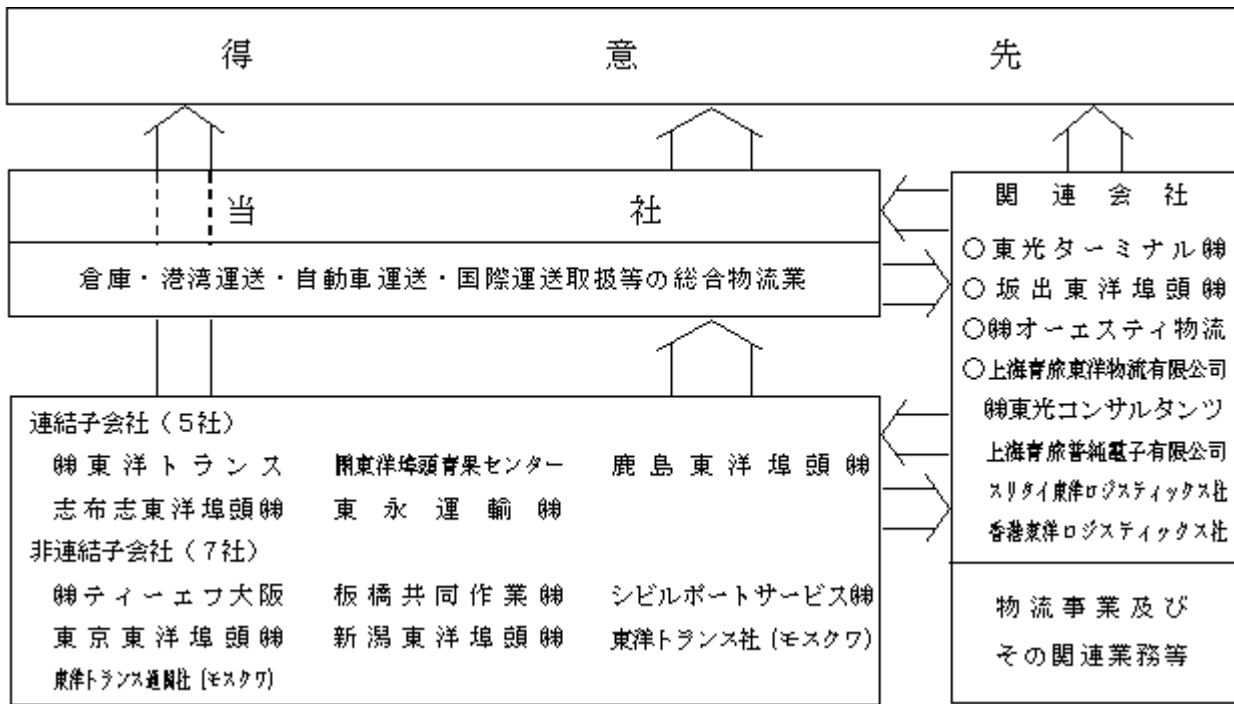 得意先
当社
倉庫・港湾運送・自動車運送・国際運送取扱等の総合物流業
連結子会社（５社）
㈱東洋トランス　㈱東洋埠頭青果センター　鹿島東洋埠頭㈱
志布志東洋埠頭㈱　東永運輸㈱
非連結子会社（７社）
㈱ティーエフ大阪　板橋共同作業㈱　シビルポートサービス㈱
東京東洋埠頭㈱　新潟東洋埠頭㈱　東洋トランス社（モスクワ）
東洋トランス通関社（モスクワ）
関連会社
○東光ターミナル㈱
○坂出東洋埠頭㈱
○㈱オーエスティ物流
○上海青旅東洋物流有限公司
㈱東光コンサルタンツ
上海青旅普純電子有限公司
スリタイ東洋ロジスティックス社
香港東洋ロジスティックス社
物流事業及び
その関連業務等